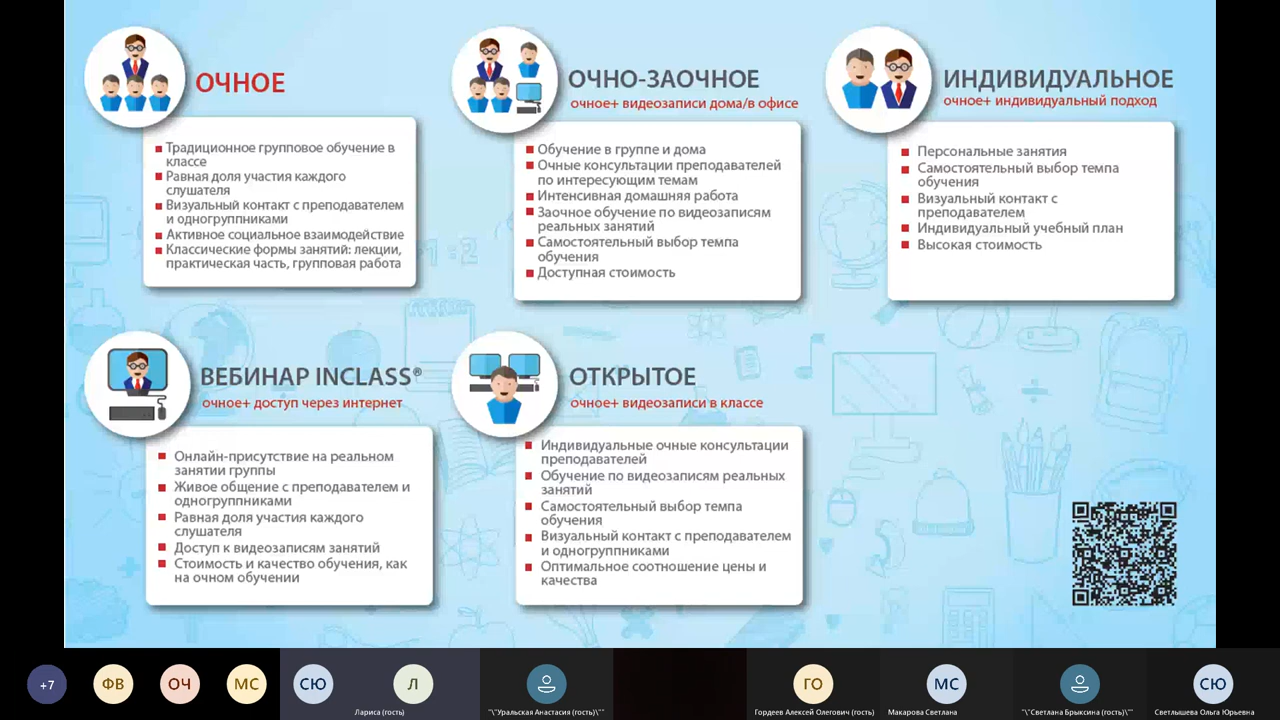 ОЧНОЕ
Традиционное групповое обучение в
классе
Равная доля участия каждого
слушателя
Визуальный контакт с преподавателем
и одногруппниками
Активное социальное взаимодействие
Классические формы занятий: лекции,
практическая часть, групповая работа
ОЧНО-ЗАОЧНОЕ
очное+ видеозаписи дома/в офисе
Обучение в группе и дома
Очные консультации преподавателей
по интересующим темам
Интенсивная домашняя работа
Заочное обучение по видеозаписям
реальных занятий
Самостоятельный выбор темпа
обучения
Доступная стоимость
ИНДИВИДУАЛЬНОЕ
очное+ индивидуальный подход
Персональные занятия
Самостоятельный выбор темпа
обучения
Визуальный контакт с
преподавателем
Индивидуальный учебный план
Высокая стоимость
ВЕБИНАР INCLASS®
очное+ доступ через интернет
Онлайн-присутствие на реальном
занятии группы
Живое общение с преподавателем и
одногруппниками
Равная доля участия каждого
слушателя
Доступ к видеозаписям занятий
Стоимость и качество обучения, как
на очном обучении
ОТКРЫТОЕ
очное+ видеозаписи в классе
Индивидуальные очные консультации
преподавателей
Обучение по видеозаписям реальных
занятий
Самостоятельный выбор темпа
обучения
Визуальный контакт с преподавателем
и одногруппниками
Оптимальное соотношение цены и
качества
+7 ФВ ОЧ МС СЮ Л ГО МС СЮ
Лариса (гость) "\"Уральская Анастасия (гость)\"" Гордеев Алексей Олегович (гость) Макарова Светлана "\"Светлана Брыксина (гость)\"" Светлышева Ольга Юрьевна